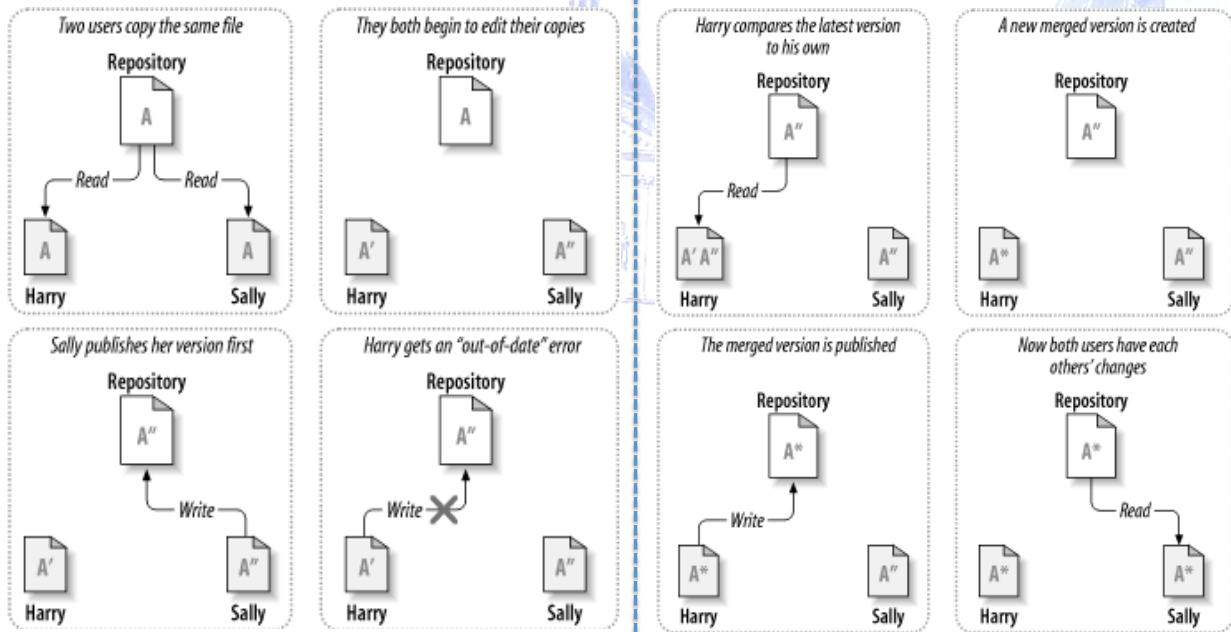 Two users copy the same file
Repository
A
Read
Read
A
A
Harry
Sally
They both begin to edit their copies
Repository
A
A′
A″
Harry
Sally
Sally publishes her version first
Repository
A″
Write
A′
A″
Harry
Sally
Harry gets an “out-of-date” error
Repository
A″
Write
A′
A″
Harry
Sally
Harry compares the latest version
to his own
Repository
A″
Read
A′ A″
A″
Harry
Sally
A new merged version is created
Repository
A″
A*
A″
Harry
Sally
The merged version is published
Repository
A*
Write
A*
A″
Harry
Sally
Now both users have each
others’ changes
Repository
A*
Read
A*
A*
Harry
Sally